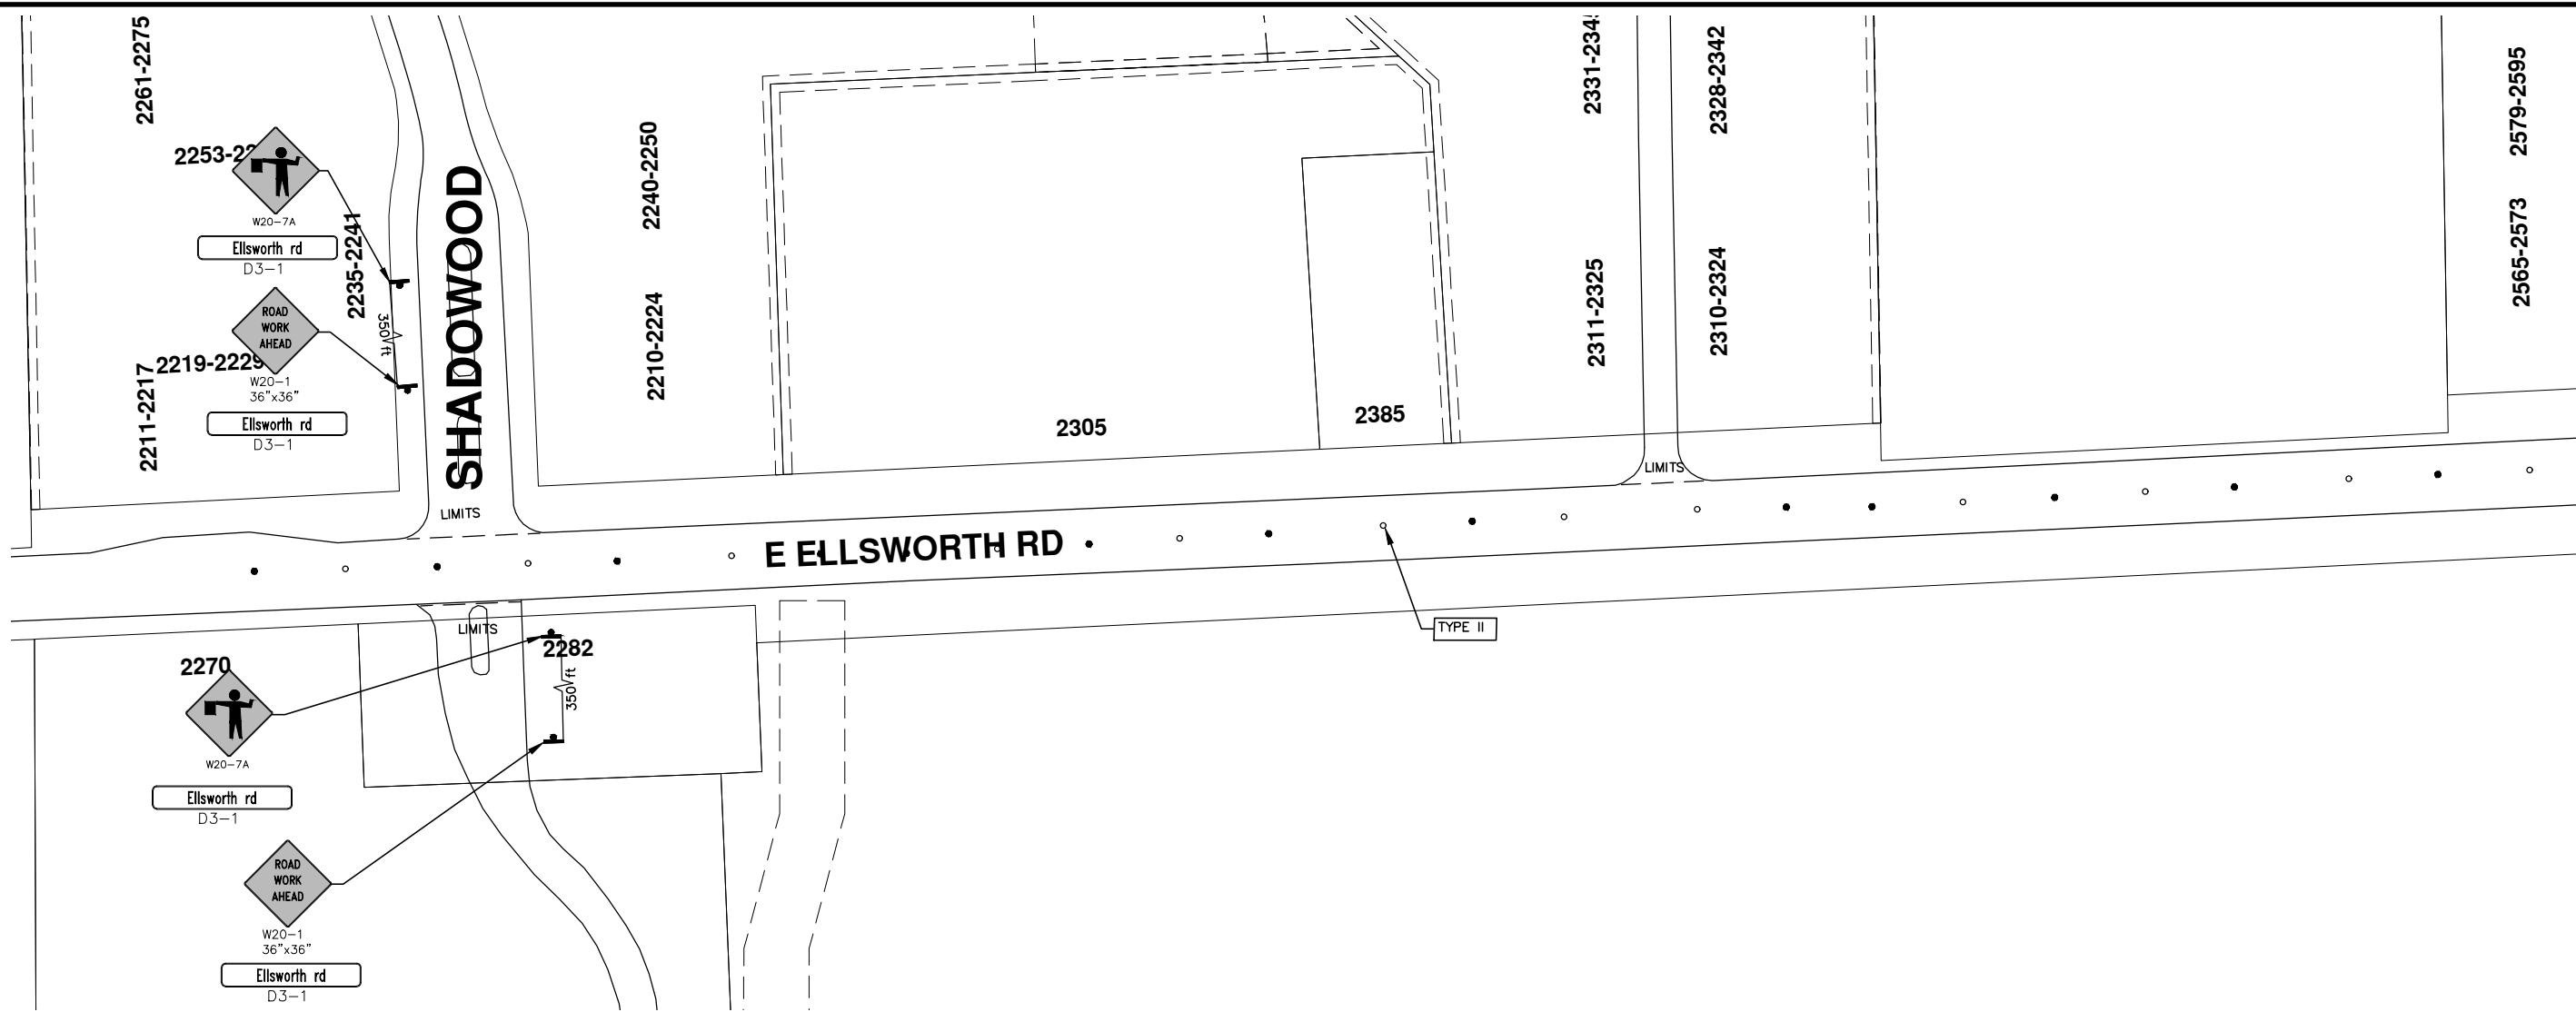 2261-2275
2253-22
W20-7A
Ellsworth rd
D3-1
2235-2241
ROAD
WORK
AHEAD
350 ft
2219-2229
W20-1
36"x36"
Ellsworth rd
D3-1
2211-2217
SHADOWOOD
LIMITS
2240-2250
2210-2224
2305
2385
2311-2325
2328-2342
2310-2324
LIMITS
2579-2595
2565-2573
E ELLSWORTH RD
TYPE II
LIMITS
2282
350 ft
2270
W20-7A
Ellsworth rd
D3-1
ROAD
WORK
AHEAD
W20-1
36"x36"
Ellsworth rd
D3-1